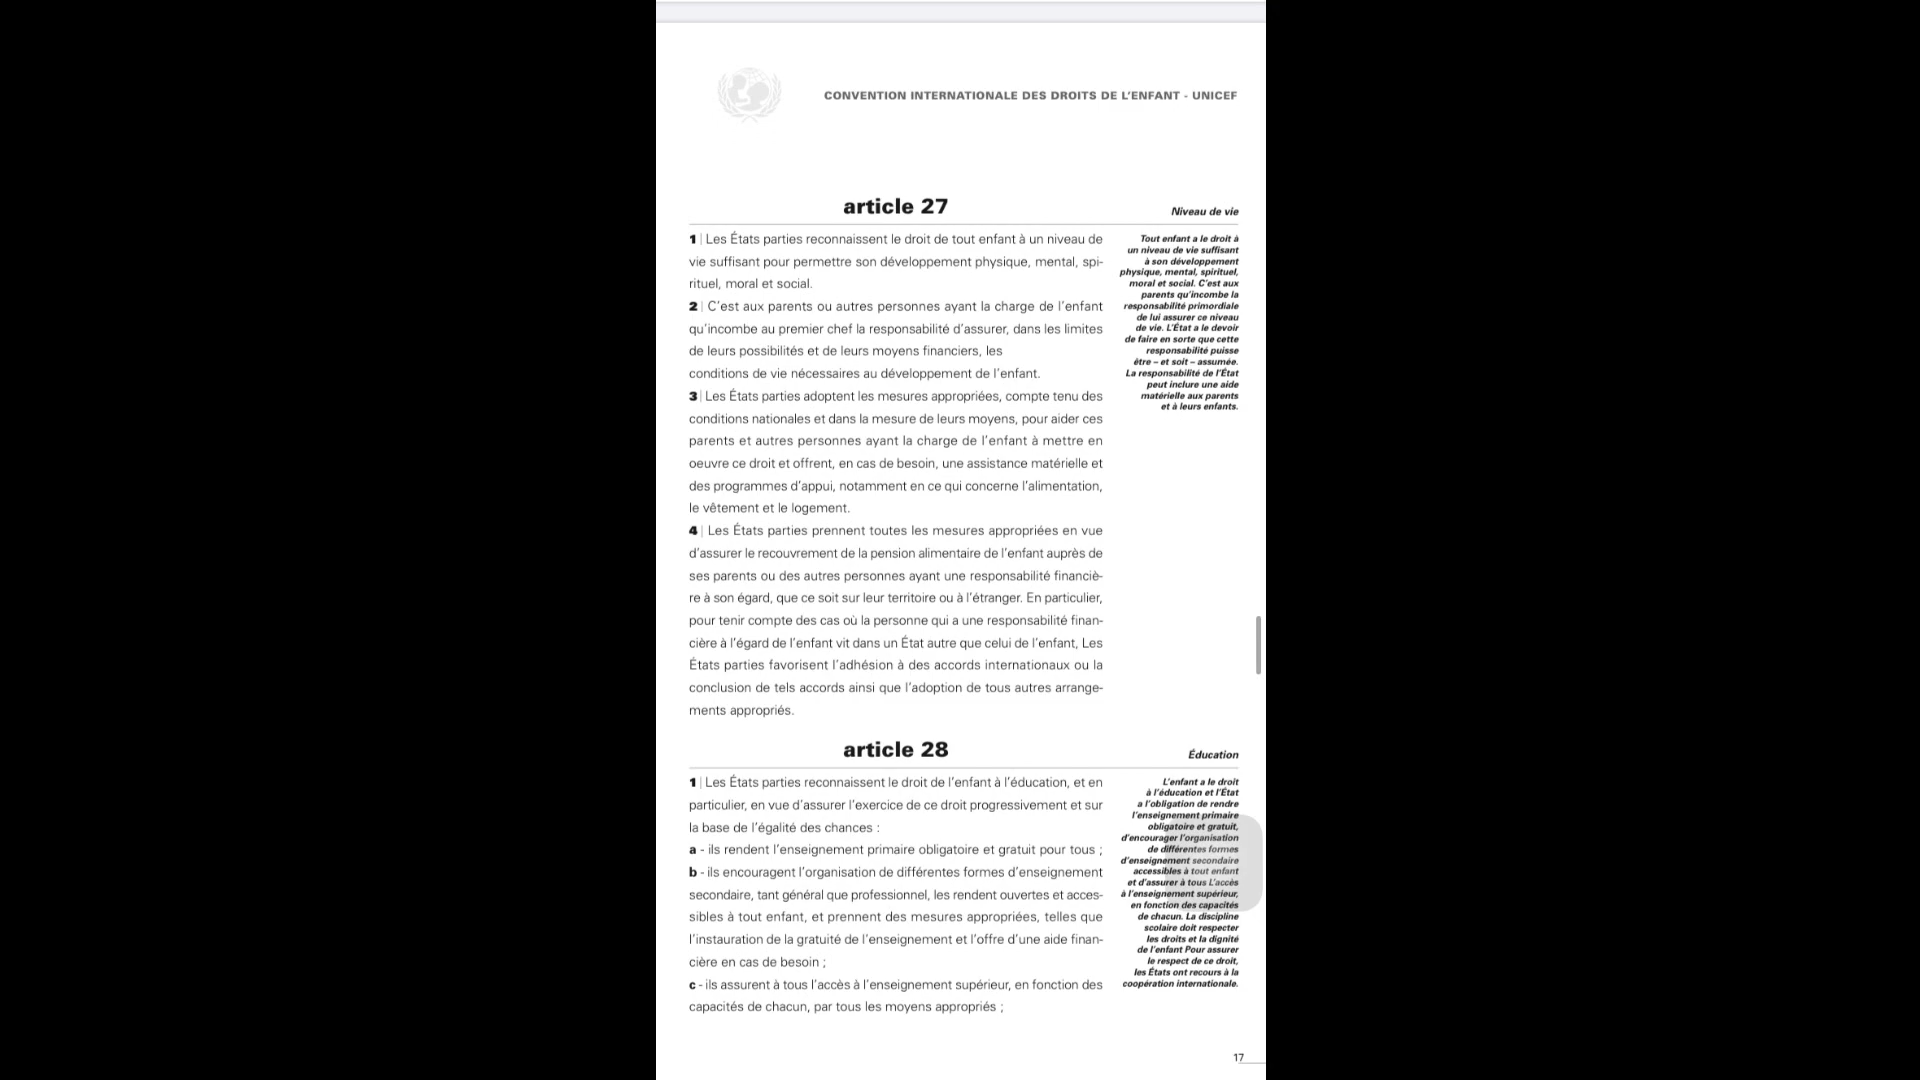 CONVENTION INTERNATIONALE DES DROITS DE L'ENFANT - UNICEF
article 27
Niveau de vie
1 | Les États parties reconnaissent le droit de tout enfant à un niveau de
vie suffisant pour permettre son développement physique, mental, spi-
rituel, moral et social.
2 | C'est aux parents ou autres personnes ayant la charge de l'enfant
qu'incombe au premier chef la responsabilité d'assurer, dans les limites
de leurs possibilités et de leurs moyens financiers, les
conditions de vie nécessaires au développement de l'enfant.
3 | Les États parties adoptent les mesures appropriées, compte tenu des
conditions nationales et dans la mesure de leurs moyens, pour aider ces
parents et autres personnes ayant la charge de l'enfant à mettre en
oeuvre ce droit et offrent, en cas de besoin, une assistance matérielle et
des programmes d'appui, notamment en ce qui concerne l'alimentation,
le vêtement et le logement.
4 | Les États parties prennent toutes les mesures appropriées en vue
d'assurer le recouvrement de la pension alimentaire de l'enfant auprès de
ses parents ou des autres personnes ayant une responsabilité financiè-
re à son égard, que ce soit sur leur territoire ou à l'étranger. En particulier,
pour tenir compte des cas où la personne qui a une responsabilité finan-
cière à l'égard de l'enfant vit dans un État autre que celui de l'enfant, Les
États parties favorisent l'adhésion à des accords internationaux ou la
conclusion de tels accords ainsi que l'adoption de tous autres arrange-
ments appropriés.
Tout enfant a le droit à
un niveau de vie suffisant
à son développement
physique, mental, spirituel,
moral et social. C'est aux
parents qu'incombe la
responsabilité primordiale
de lui assurer ce niveau
de vie. L'État a le devoir
de faire en sorte que cette
responsabilité puisse
être – et soit – assumée.
La responsabilité de l'État
peut inclure une aide
matérielle aux parents
et à leurs enfants.
article 28
Éducation
1 | Les États parties reconnaissent le droit de l'enfant à l'éducation, et en
particulier, en vue d'assurer l'exercice de ce droit progressivement et sur
la base de l'égalité des chances :
a - ils rendent l'enseignement primaire obligatoire et gratuit pour tous ;
b - ils encouragent l'organisation de différentes formes d'enseignement
secondaire, tant général que professionnel, les rendent ouvertes et acces-
sibles à tout enfant, et prennent des mesures appropriées, telles que
l'instauration de la gratuité de l'enseignement et l'offre d'une aide finan-
cière en cas de besoin ;
c - ils assurent à tous l'accès à l'enseignement supérieur, en fonction des
capacités de chacun, par tous les moyens appropriés ;
L'enfant a le droit
à l'éducation et l'État
a l'obligation de rendre
l'enseignement primaire
obligatoire et gratuit,
d'encourager l'organisation
de différentes formes
d'enseignement secondaire
accessibles à tout enfant
et d'assurer à tous L'accès
à l'enseignement supérieur,
en fonction des capacités
de chacun. La discipline
scolaire doit respecter
les droits et la dignité
de l'enfant Pour assurer
le respect de ce droit,
les États ont recours à la
coopération internationale.
17